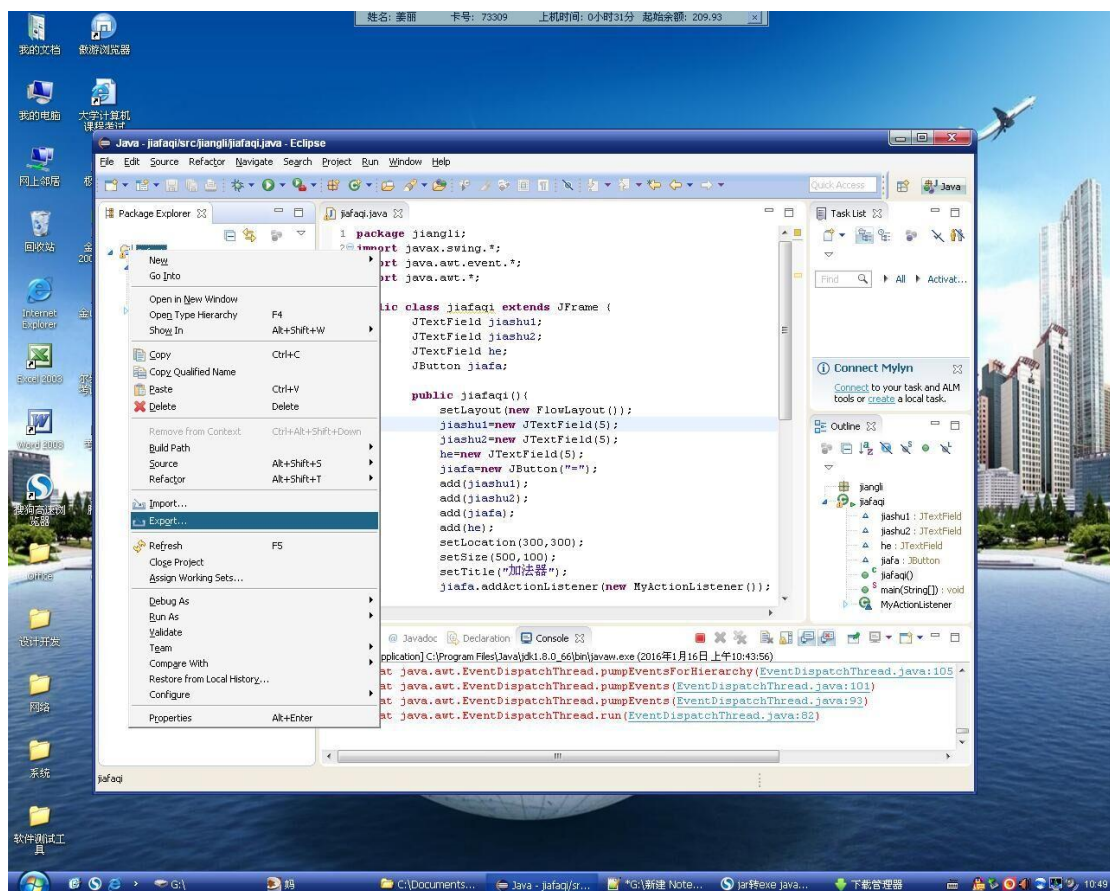 姓名: 姜丽 卡号: 73309 上机时间: 0小时31分 起始余额: 209.93
我的文档
傲游浏览器
我的电脑
大学计算机
课程考试
网上邻居
回收站
Internet
Explorer
Excel 2003
Word 2003
搜狗高速浏
览器
Office
设计开发
网络
系统
软件测试工
具
Java - jiafaqi/src/jiangli/jiafaqi.java - Eclipse
File Edit Source Refactor Navigate Search Project Run Window Help
Quick Access
Java
Package Explorer
New
Go Into
Open in New Window
Open Type Hierarchy F4
Show In Alt+Shift+W
Copy Ctrl+C
Copy Qualified Name
Paste Ctrl+V
Delete Delete
Remove from Context Ctrl+Alt+Shift+Down
Build Path
Source Alt+Shift+S
Refactor Alt+Shift+T
Import...
Export...
Refresh F5
Close Project
Assign Working Sets...
Debug As
Run As
Validate
Team
Compare With
Restore from Local History...
Configure
Properties Alt+Enter
jiafaqi.java
1 package jiangli;
2 import javax.swing.*;
ort java.awt.event.*;
ort java.awt.*;
lic class jiafaqi extends JFrame {
JTextField jiashu1;
JTextField jiashu2;
JTextField he;
JButton jiafa;
public jiafaqi(){
setLayout(new FlowLayout());
jiashu1=new JTextField(5);
jiashu2=new JTextField(5);
he=new JTextField(5);
jiafa=new JButton("=");
add(jiashu1);
add(jiashu2);
add(jiafa);
add(he);
setLocation(300,300);
setSize(500,100);
setTitle("加法器");
jiafa.addActionListener(new MyActionListener());
Task List
Find All Activat...
Connect Mylyn
Connect to your task and ALM
tools or create a local task.
Outline
jiangli
jiafaqi
jiashu1 : JTextField
jiashu2 : JTextField
he : JTextField
jiafa : JButton
jiafaqi()
main(String[]) : void
MyActionListener
@ Javadoc Declaration Console
pplication] C:\Program Files\Java\jdk1.8.0_66\bin\javaw.exe (2016年1月16日 上午10:43:56)
at java.awt.EventDispatchThread.pumpEventsForHierarchy(EventDispatchThread.java:105
at java.awt.EventDispatchThread.pumpEvents(EventDispatchThread.java:101)
at java.awt.EventDispatchThread.pumpEvents(EventDispatchThread.java:93)
at java.awt.EventDispatchThread.run(EventDispatchThread.java:82)
jiafaqi
G:\
妈
C:\Documents...
Java - jiafaqi/sr...
*G:\新建 Note...
jar转exe java...
下载管理器
10:49